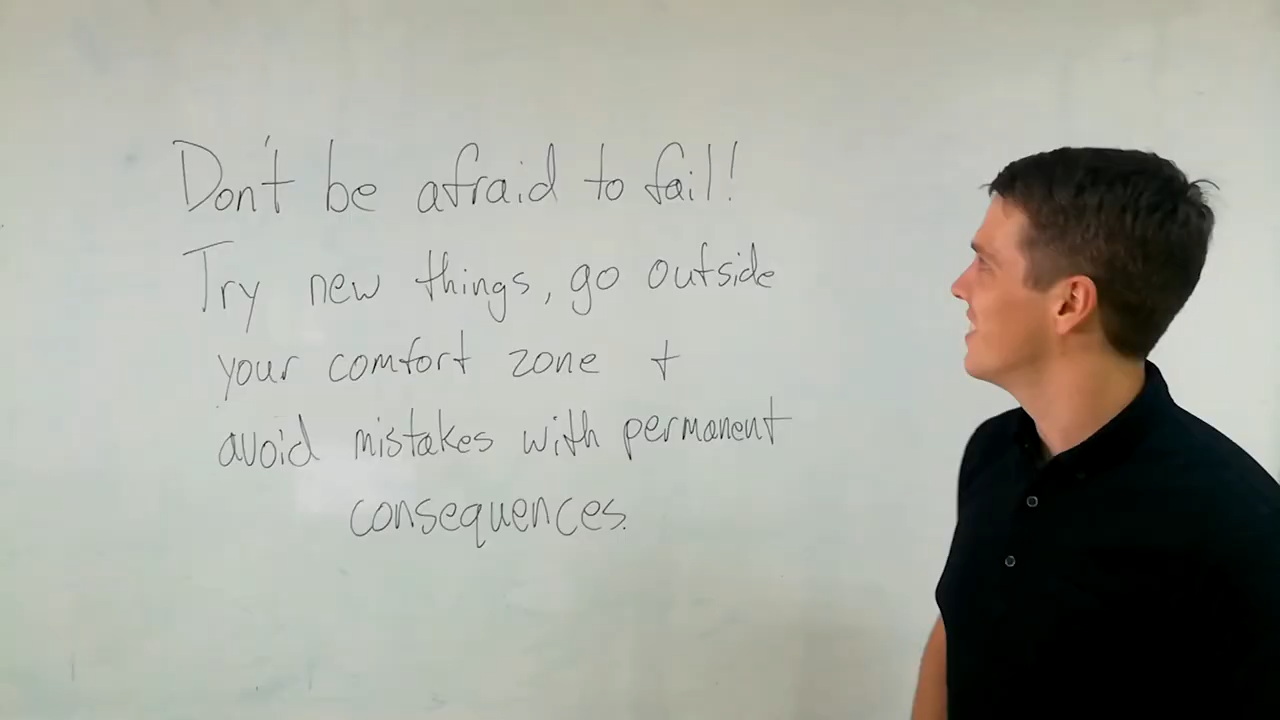 Don't be afraid to fail!
Try new things, go outside
your comfort zone +
avoid mistakes with permanent
consequences.